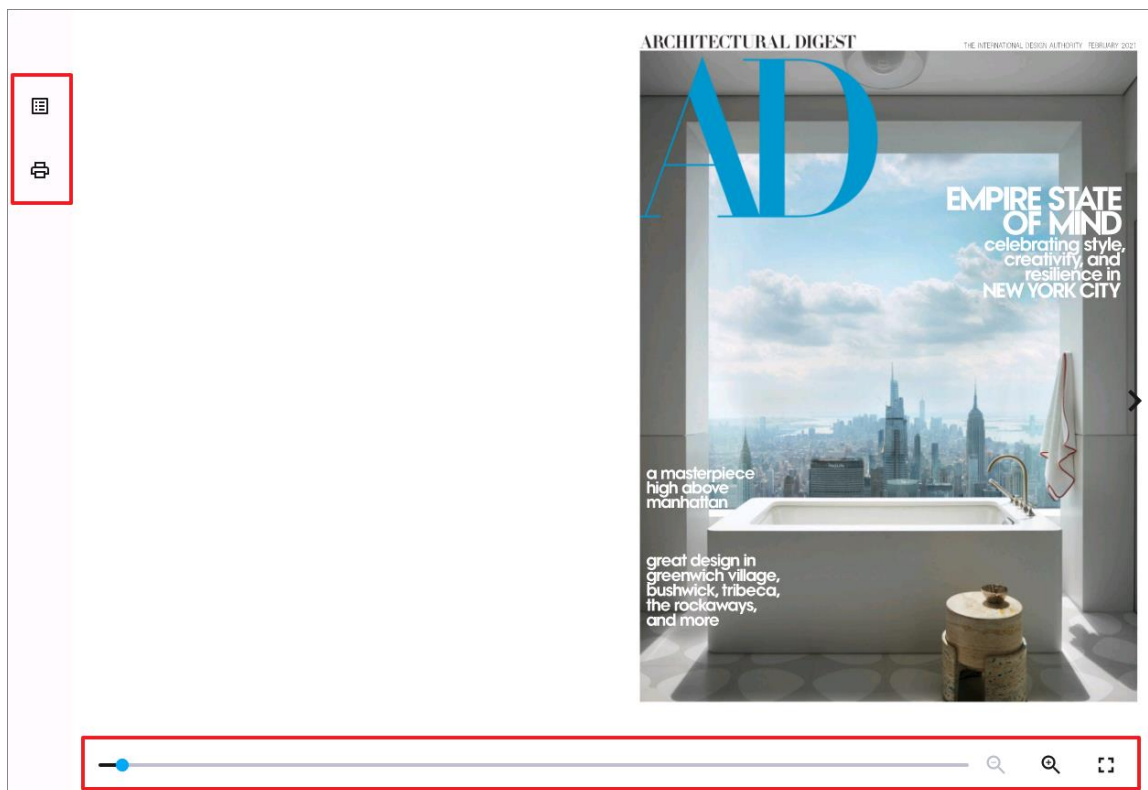 ARCHITECTURAL DIGEST
THE INTERNATIONAL DESIGN AUTHORITY FEBRUARY 2021
AD
EMPIRE STATE
OF MIND
celebrating style,
creativity, and
resilience in
NEW YORK CITY
a masterpiece
high above
manhattan
great design in
greenwich village,
bushwick, tribeca,
the rockaways,
and more